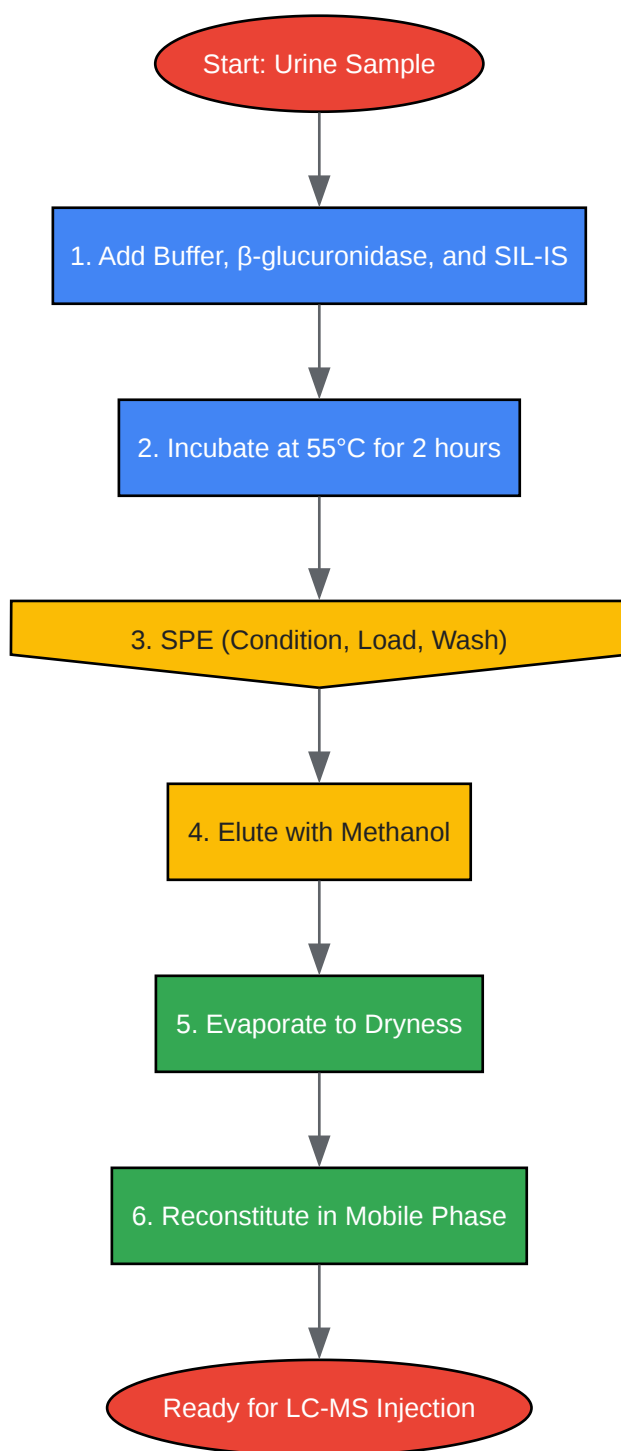 Start: Urine Sample
1. Add Buffer, β-glucuronidase, and SIL-IS
2. Incubate at 55°C for 2 hours
3. SPE (Condition, Load, Wash)
4. Elute with Methanol
5. Evaporate to Dryness
6. Reconstitute in Mobile Phase
Ready for LC-MS Injection